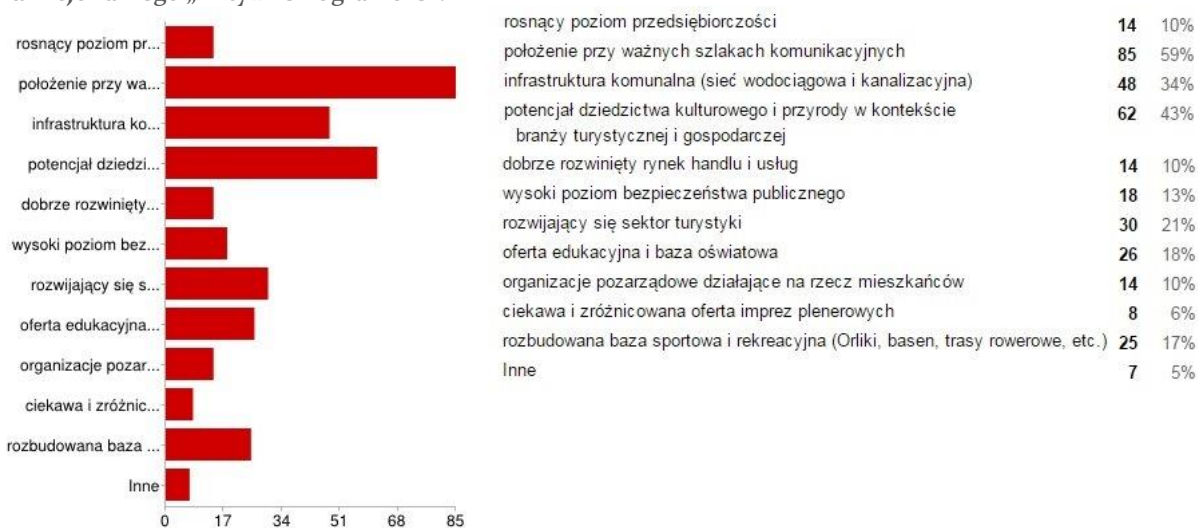 rosnący poziom pr...
położenie przy wa...
infrastruktura ko...
potencjał dziedzi...
dobrze rozwinięty...
wysoki poziom bez...
rozwijający się s...
oferta edukacyjna...
organizacje pozar...
ciekawa i zróżnic...
rozbudowana baza ...
Inne
0 17 34 51 68 85
rosnący poziom przedsiębiorczości 14 10%
położenie przy ważnych szlakach komunikacyjnych 85 59%
infrastruktura komunalna (sieć wodociągowa i kanalizacyjna) 48 34%
potencjał dziedzictwa kulturowego i przyrody w kontekście 62 43%
branży turystycznej i gospodarczej
dobrze rozwinięty rynek handlu i usług 14 10%
wysoki poziom bezpieczeństwa publicznego 18 13%
rozwijający się sektor turystyki 30 21%
oferta edukacyjna i baza oświatowa 26 18%
organizacje pozarządowe działające na rzecz mieszkańców 14 10%
ciekawa i zróżnicowana oferta imprez plenerowych 8 6%
rozbudowana baza sportowa i rekreacyjna (Orliki, basen, trasy rowerowe, etc.) 25 17%
Inne 7 5%